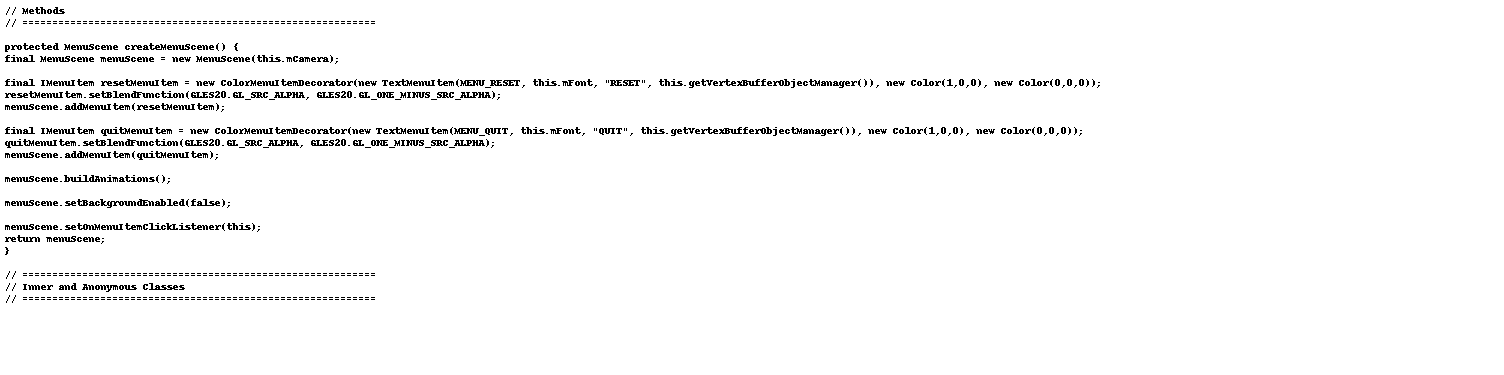 // Methods
// ===========================================================
protected MenuScene createMenuScene() {
final MenuScene menuScene = new MenuScene(this.mCamera);
final IMenuItem resetMenuItem = new ColorMenuItemDecorator(new TextMenuItem(MENU_RESET, this.mFont, "RESET", this.getVertexBufferObjectManager()), new Color(1,0,0), new Color(0,0,0));
resetMenuItem.setBlendFunction(GLES20.GL_SRC_ALPHA, GLES20.GL_ONE_MINUS_SRC_ALPHA);
menuScene.addMenuItem(resetMenuItem);
final IMenuItem quitMenuItem = new ColorMenuItemDecorator(new TextMenuItem(MENU_QUIT, this.mFont, "QUIT", this.getVertexBufferObjectManager()), new Color(1,0,0), new Color(0,0,0));
quitMenuItem.setBlendFunction(GLES20.GL_SRC_ALPHA, GLES20.GL_ONE_MINUS_SRC_ALPHA);
menuScene.addMenuItem(quitMenuItem);
menuScene.buildAnimations();
menuScene.setBackgroundEnabled(false);
menuScene.setOnMenuItemClickListener(this);
return menuScene;
}
// ===========================================================
// Inner and Anonymous Classes
// ===========================================================